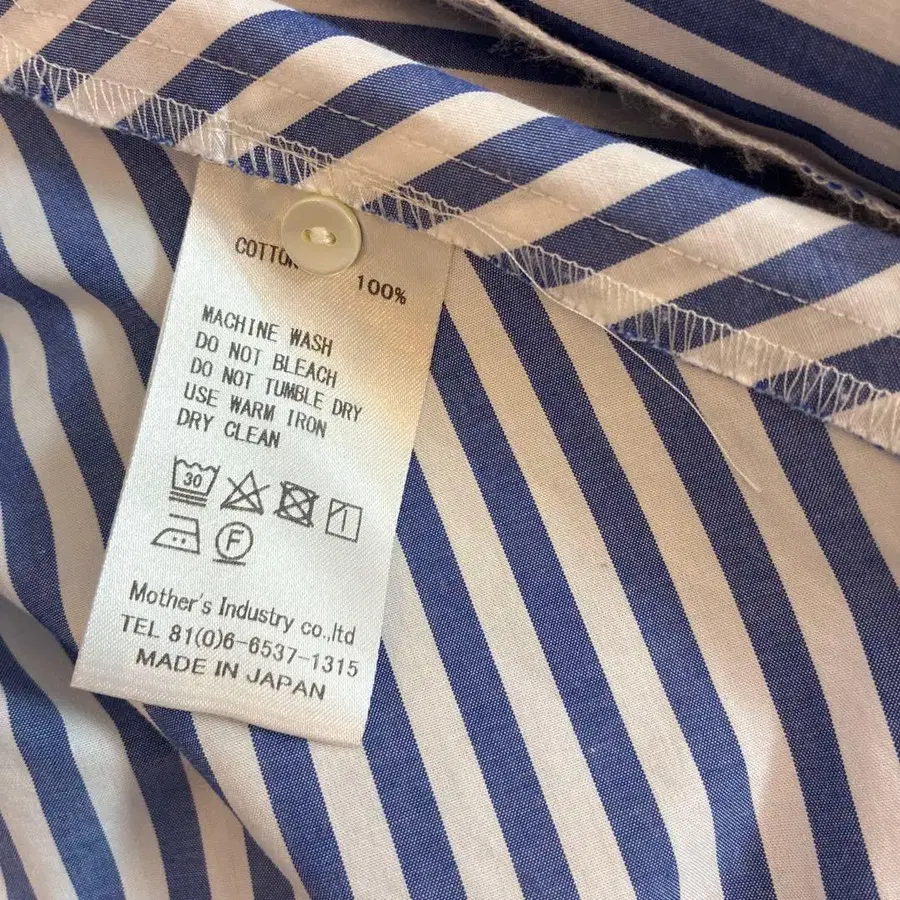 COTTON
100%
MACHINE WASH
DO NOT BLEACH
DO NOT TUMBLE DRY
USE WARM IRON
DRY CLEAN
30
F
Mother's Industry co.,ltd
TEL 81(0)6-6537-1315
MADE IN JAPAN